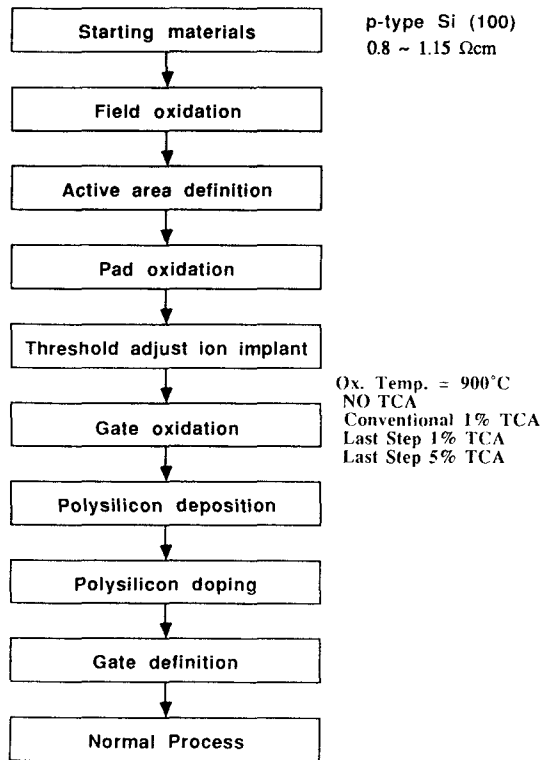 Starting materials
p-type Si (100)
0.8 ~ 1.15 Ωcm
Field oxidation
Active area definition
Pad oxidation
Threshold adjust ion implant
Gate oxidation
Ox. Temp. = 900°C
NO TCA
Conventional 1% TCA
Last Step 1% TCA
Last Step 5% TCA
Polysilicon deposition
Polysilicon doping
Gate definition
Normal Process